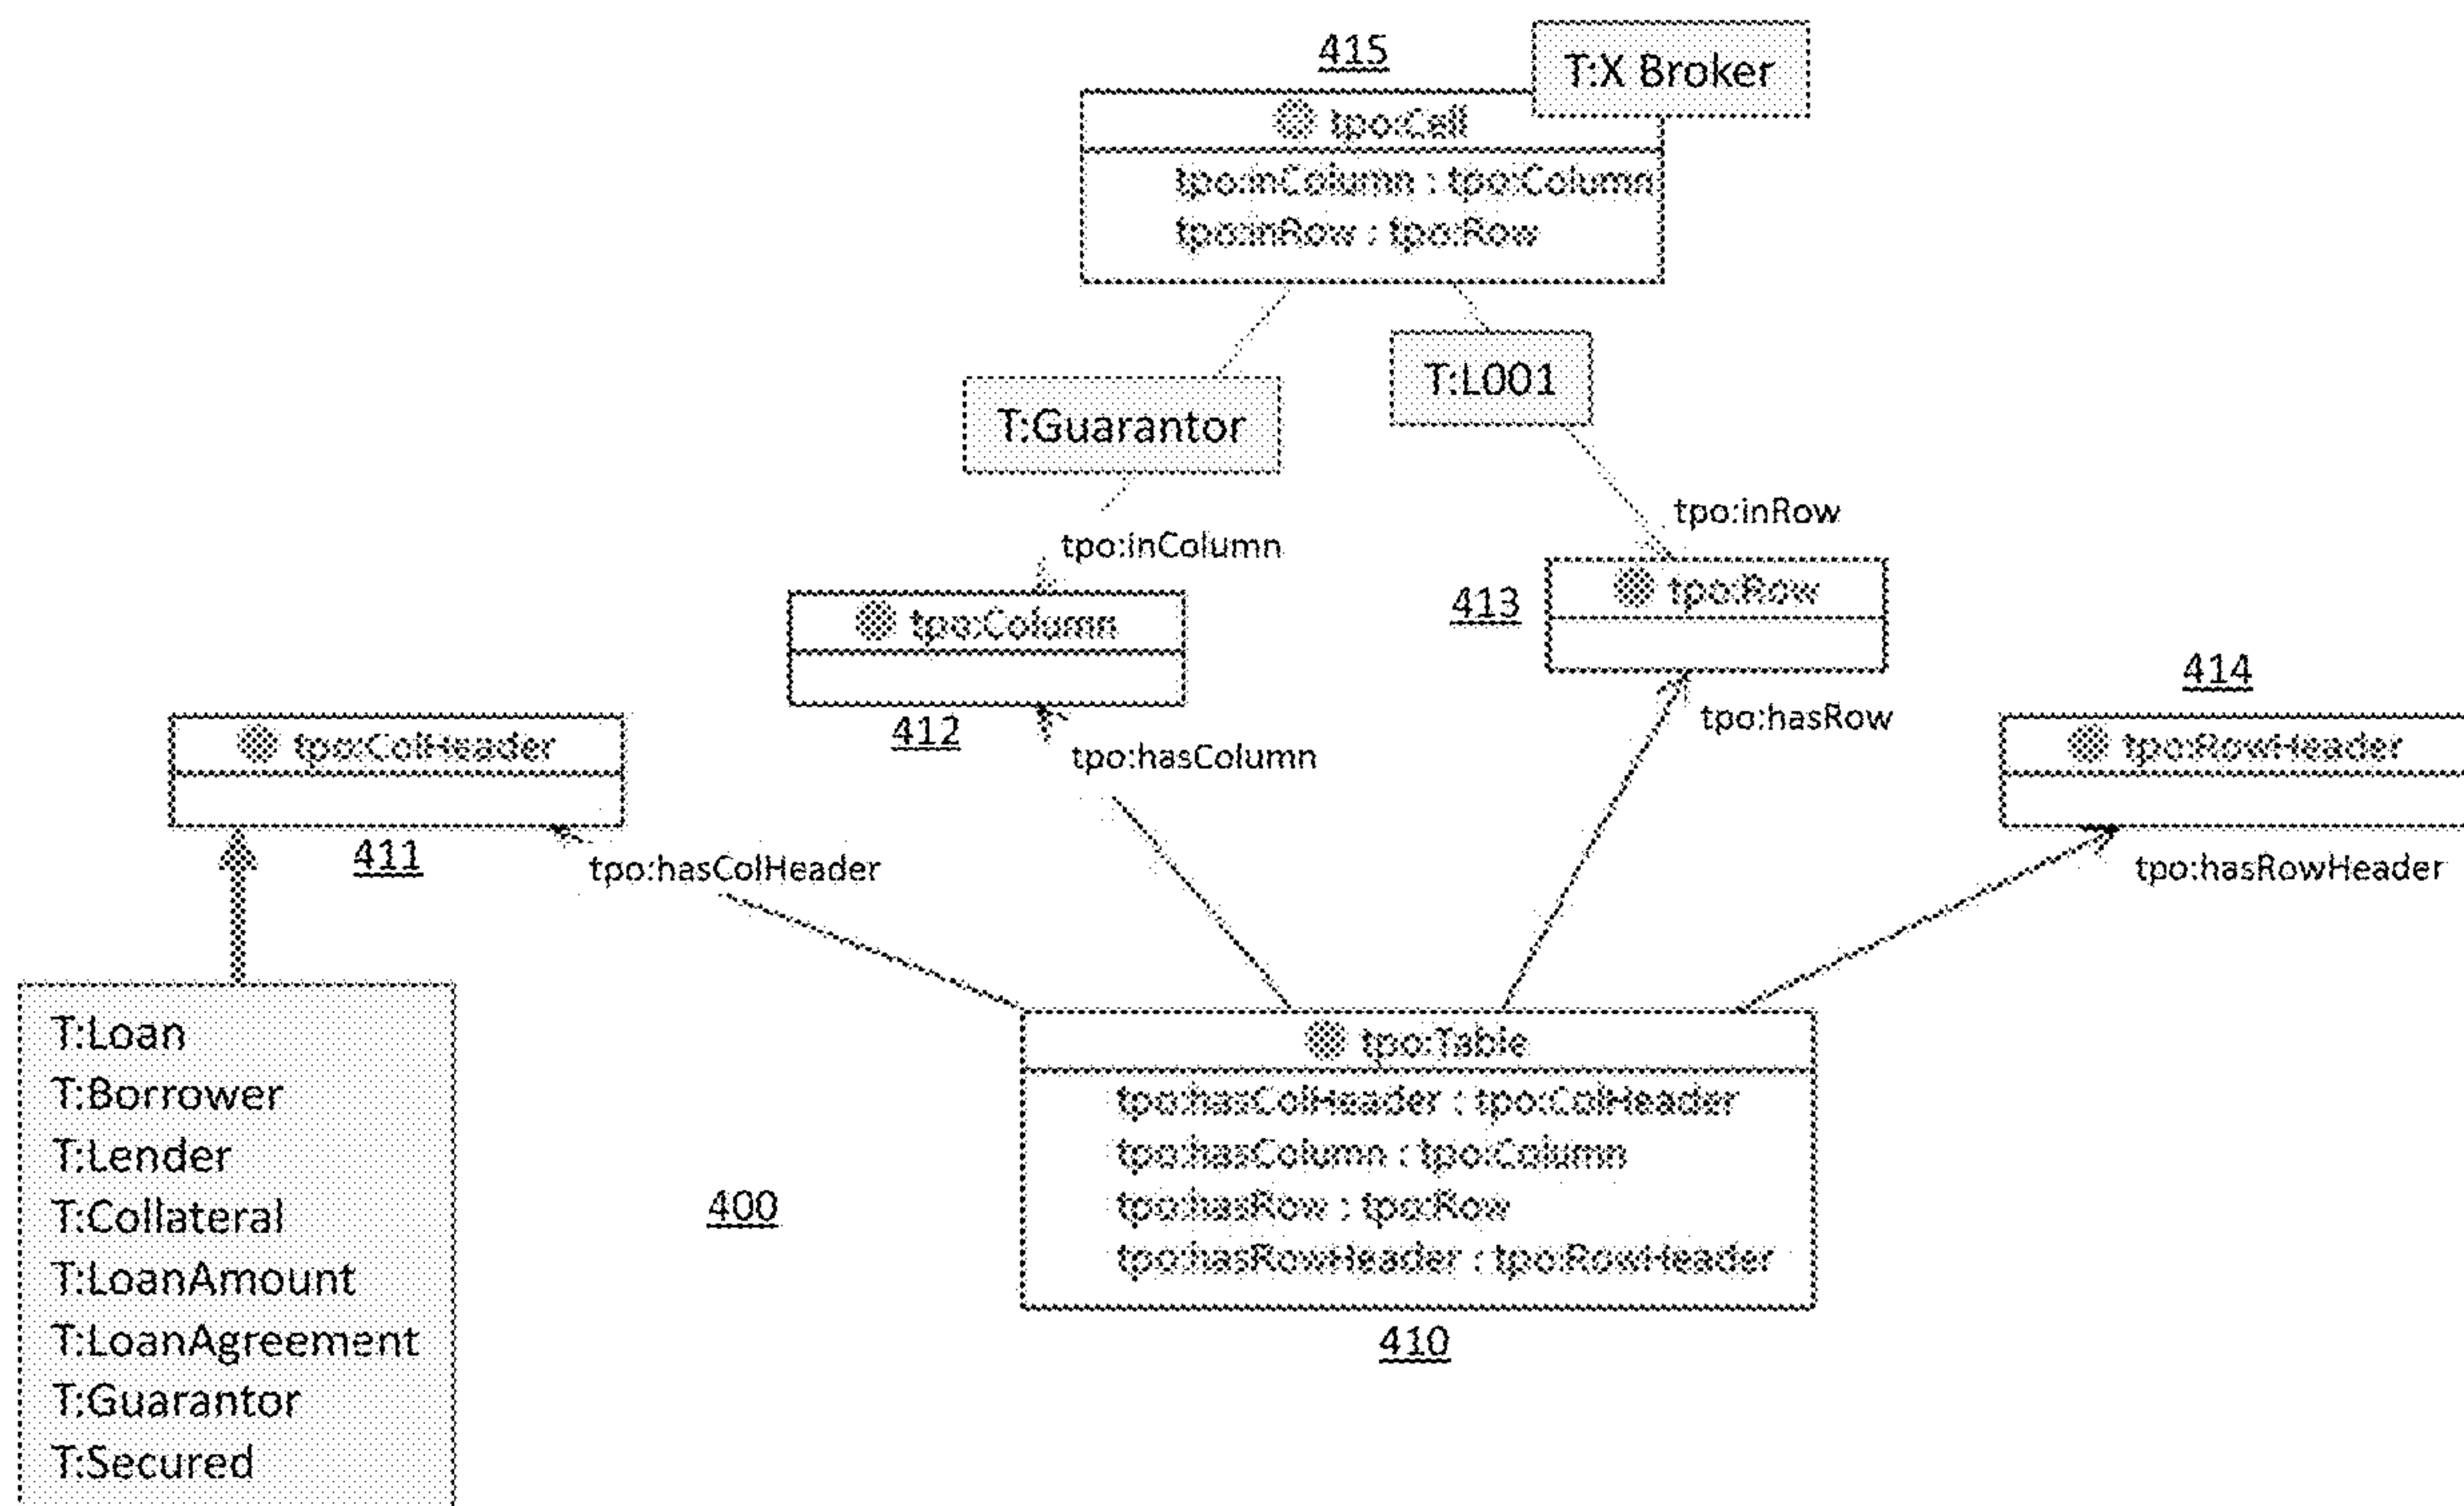 415
T:X Broker
tpo:Cell
tpo:inColumn : tpo:Column
tpo:inRow : tpo:Row
T:L001
T:Guarantor
tpo:inRow
tpo:inColumn
tpo:Row
413
tpo:Column
412
414
tpo:hasRow
tpo:ColHeader
411
tpo:RowHeader
tpo:hasColumn
tpo:hasColHeader
tpo:hasRowHeader
T:Loan
T:Borrower
T:Lender
T:Collateral
T:LoanAmount
T:LoanAgreement
T:Guarantor
T:Secured
400
tpo:Table
tpo:hasColHeader : tpo:ColHeader
tpo:hasColumn : tpo:Column
tpo:hasRow : tpo:Row
tpo:hasRowHeader : tpo:RowHeader
410